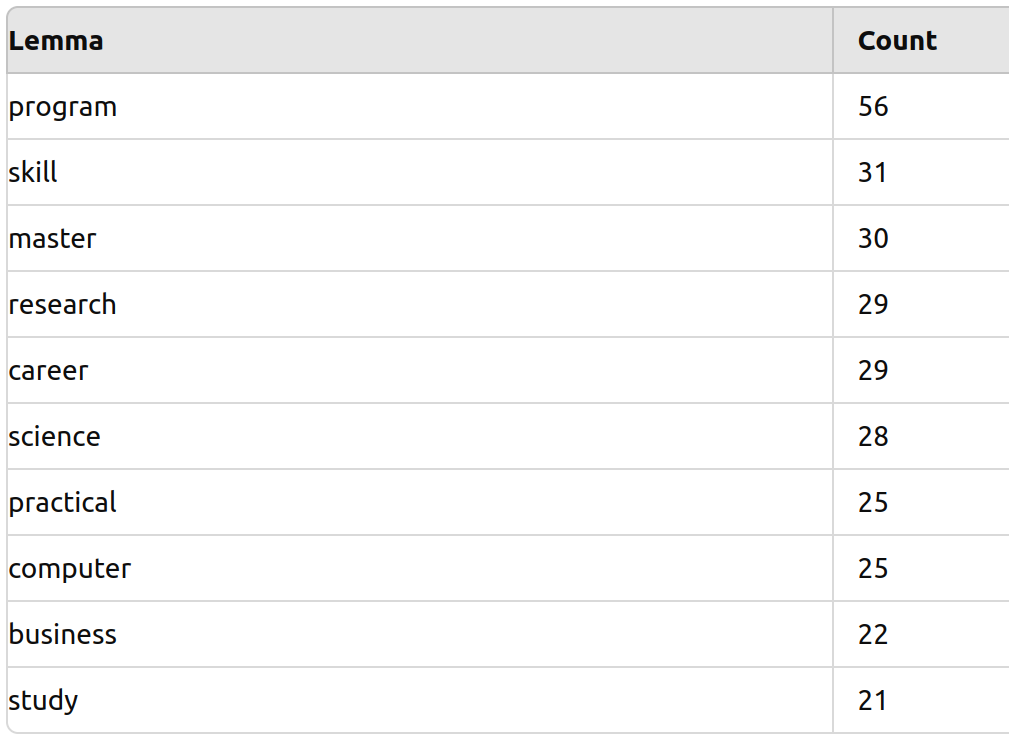 Lemma Count
program 56
skill 31
master 30
research 29
career 29
science 28
practical 25
computer 25
business 22
study 21